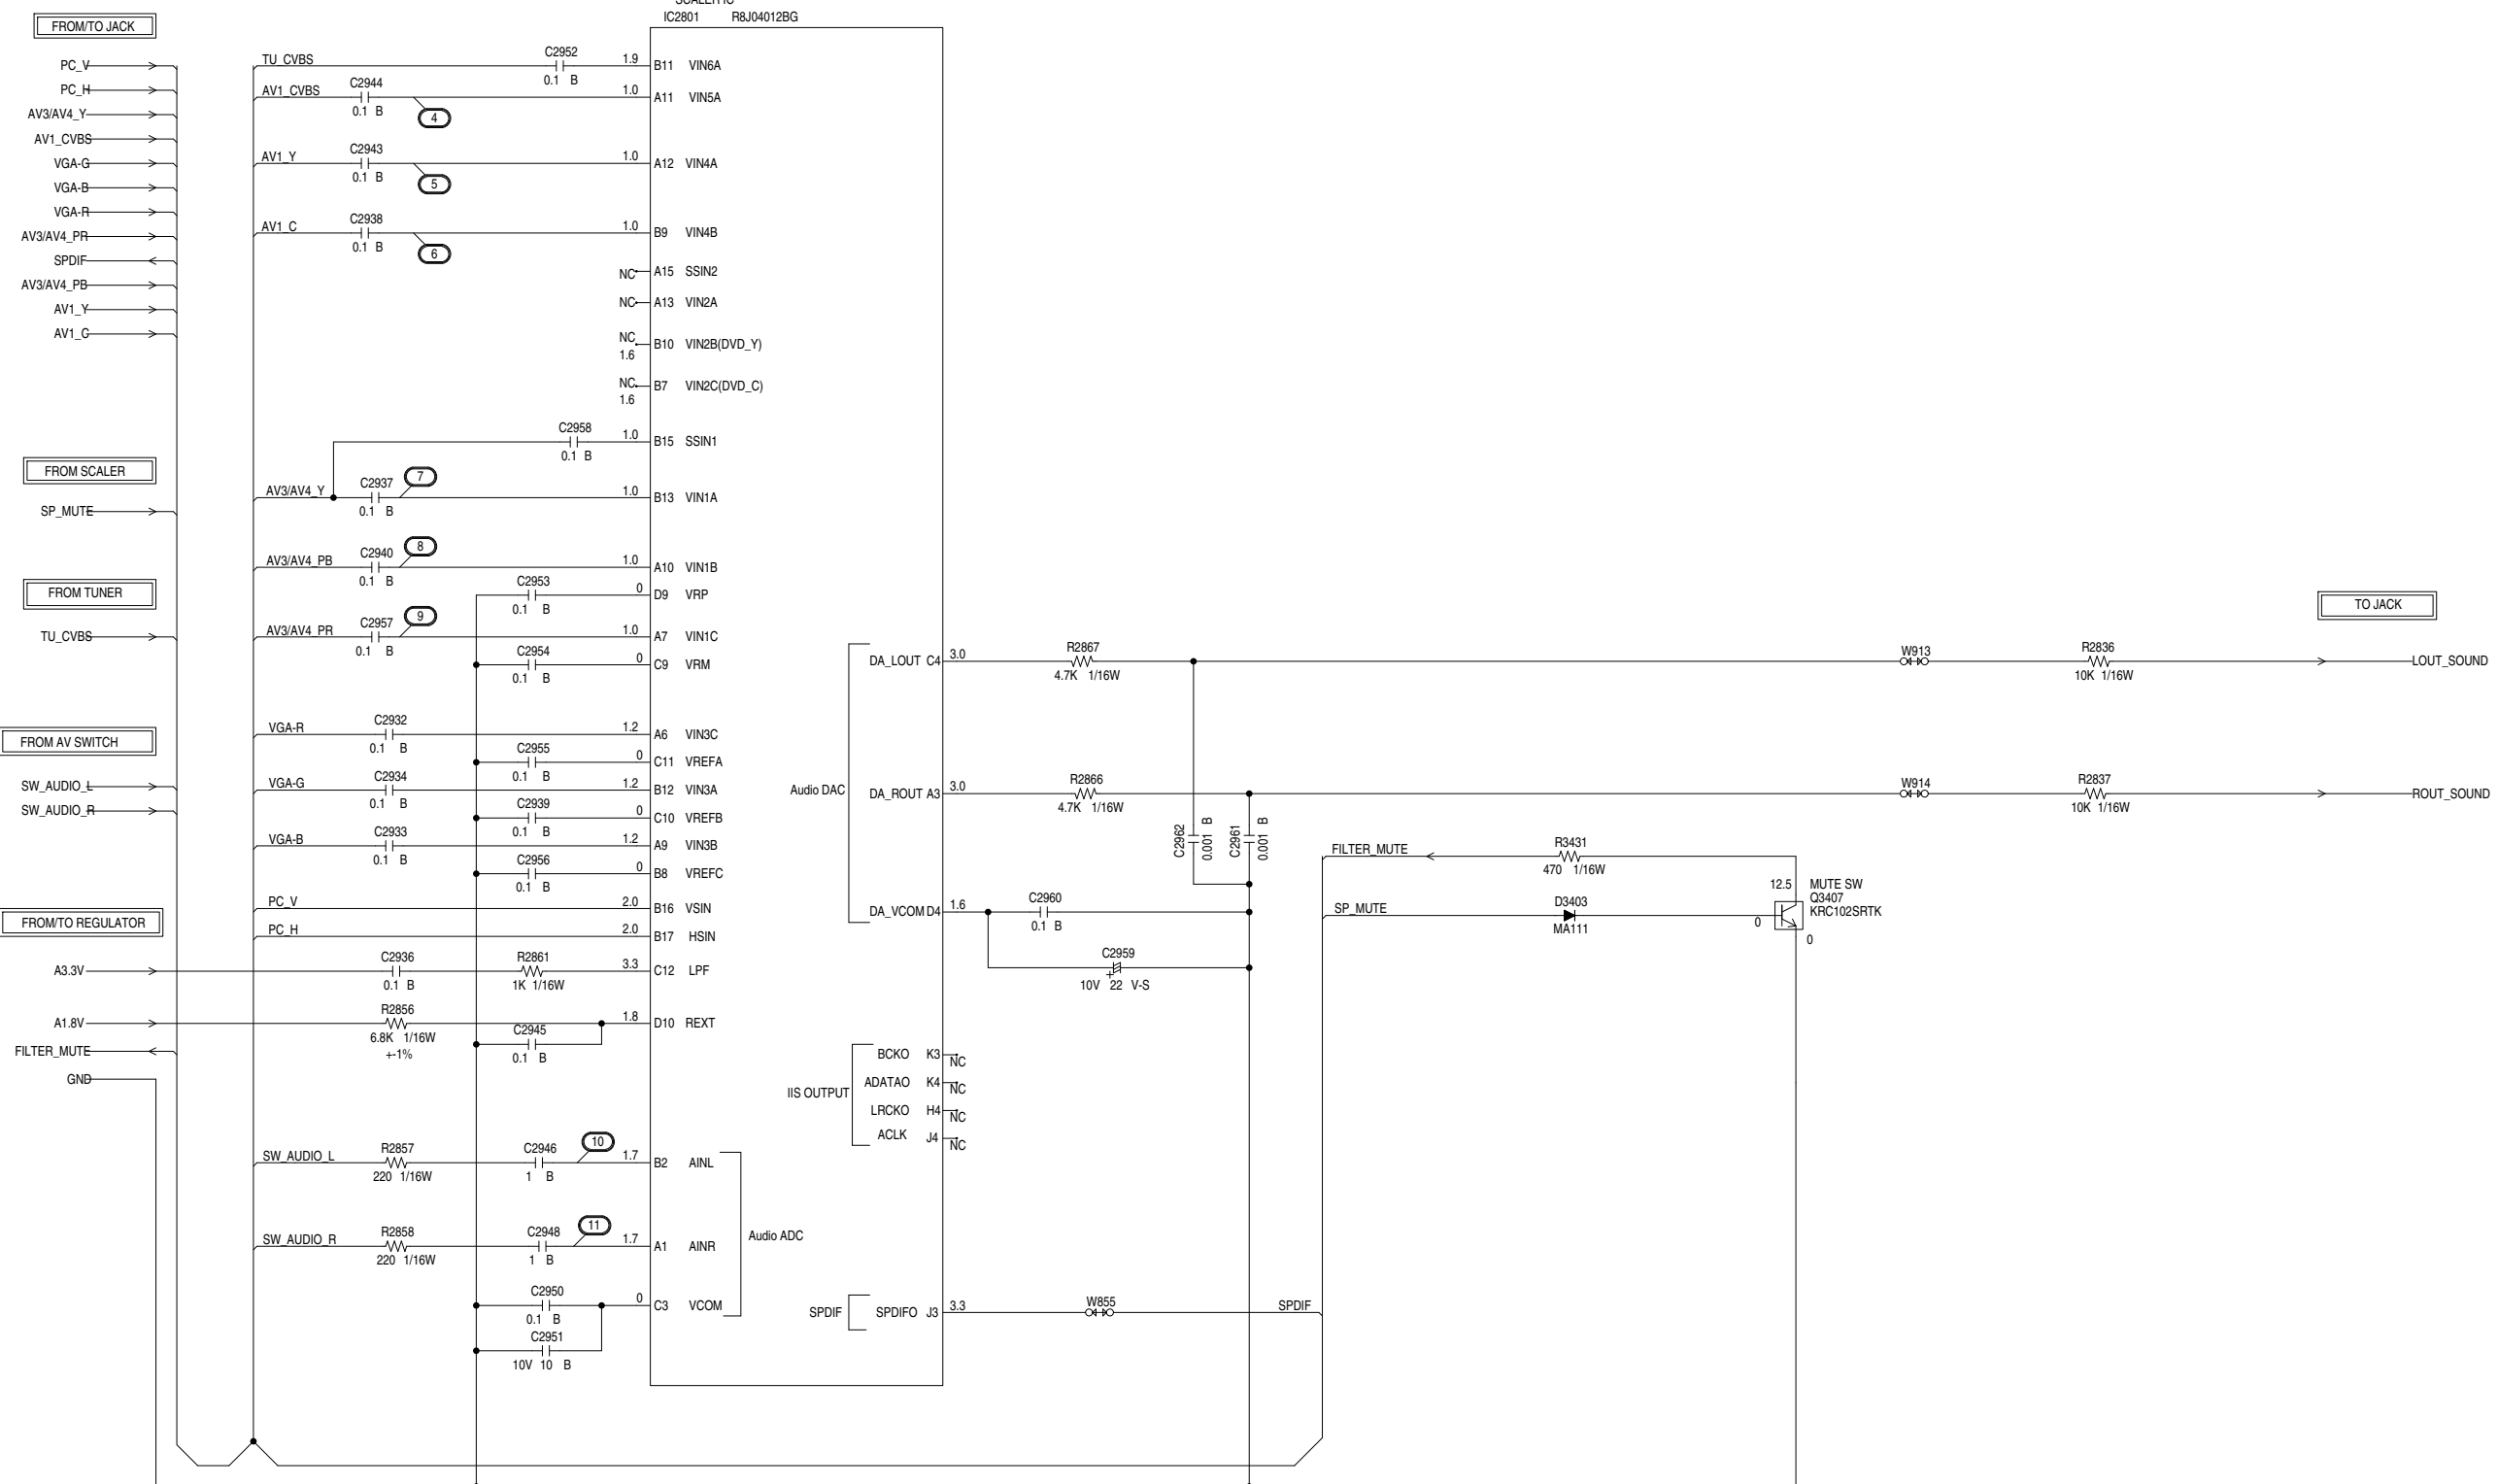 SCALER IC
IC2801 R8J04012BG
FROM/TO JACK
PC_V
PC_H
AV3/AV4_Y
AV1_CVBS
VGA-G
VGA-B
VGA-R
AV3/AV4_PR
SPDIF
AV3/AV4_PB
AV1_Y
AV1_C
FROM SCALER
SP_MUTE
FROM TUNER
TU_CVBS
FROM AV SWITCH
SW_AUDIO_L
SW_AUDIO_R
FROM/TO REGULATOR
A3.3V
A1.8V
FILTER_MUTE
GND
TU_CVBS C2952 1.9 B11 VIN6A
0.1 B
AV1_CVBS C2944 1.0 A11 VIN5A
0.1 B 4
AV1_Y C2943 1.0 A12 VIN4A
0.1 B 5
AV1_C C2938 1.0 B9 VIN4B
0.1 B 6
NC A15 SSIN2
NC A13 VIN2A
NC B10 VIN2B(DVD_Y)
1.6
NC B7 VIN2C(DVD_C)
1.6
C2958 1.0 B15 SSIN1
0.1 B
AV3/AV4_Y C2937 7 1.0 B13 VIN1A
0.1 B
AV3/AV4_PB C2940 8 1.0 A10 VIN1B
0.1 B
C2953 0 D9 VRP
0.1 B
AV3/AV4_PR C2957 9 1.0 A7 VIN1C
0.1 B
C2954 0 C9 VRM
0.1 B
VGA-R C2932 1.2 A6 VIN3C
0.1 B
C2955 0 C11 VREFA
0.1 B
VGA-G C2934 1.2 B12 VIN3A
0.1 B
C2939 0 C10 VREFB
0.1 B
VGA-B C2933 1.2 A9 VIN3B
0.1 B
C2956 0 B8 VREFC
0.1 B
PC_V 2.0 B16 VSIN
PC_H 2.0 B17 HSIN
C2936 R2861 3.3 C12 LPF
0.1 B 1K 1/16W
R2856 1.8 D10 REXT
6.8K 1/16W
+-1%
C2945
0.1 B
SW_AUDIO_L R2857 C2946 10 1.7 B2 AINL
220 1/16W 1 B
SW_AUDIO_R R2858 C2948 11 1.7 A1 AINR
220 1/16W 1 B
Audio ADC
C2950 0 C3 VCOM
0.1 B
C2951
10V 10 B
Audio DAC
DA_LOUT C4 3.0 R2867 W913 R2836 LOUT_SOUND
4.7K 1/16W 10K 1/16W
TO JACK
DA_ROUT A3 3.0 R2866 W914 R2837 ROUT_SOUND
4.7K 1/16W 10K 1/16W
C2962
0.001 B
C2961
0.001 B
DA_VCOM D4 1.6 C2960
0.1 B
C2959
+
10V 22 V-S
FILTER_MUTE R3431
470 1/16W
SP_MUTE D3403
MA111
12.5 MUTE SW
Q3407
KRC102SRTK
0
0
IIS OUTPUT
BCKO K3 NC
ADATAO K4 NC
LRCKO H4 NC
ACLK J4 NC
SPDIF SPDIFO J3 3.3 W855 SPDIF